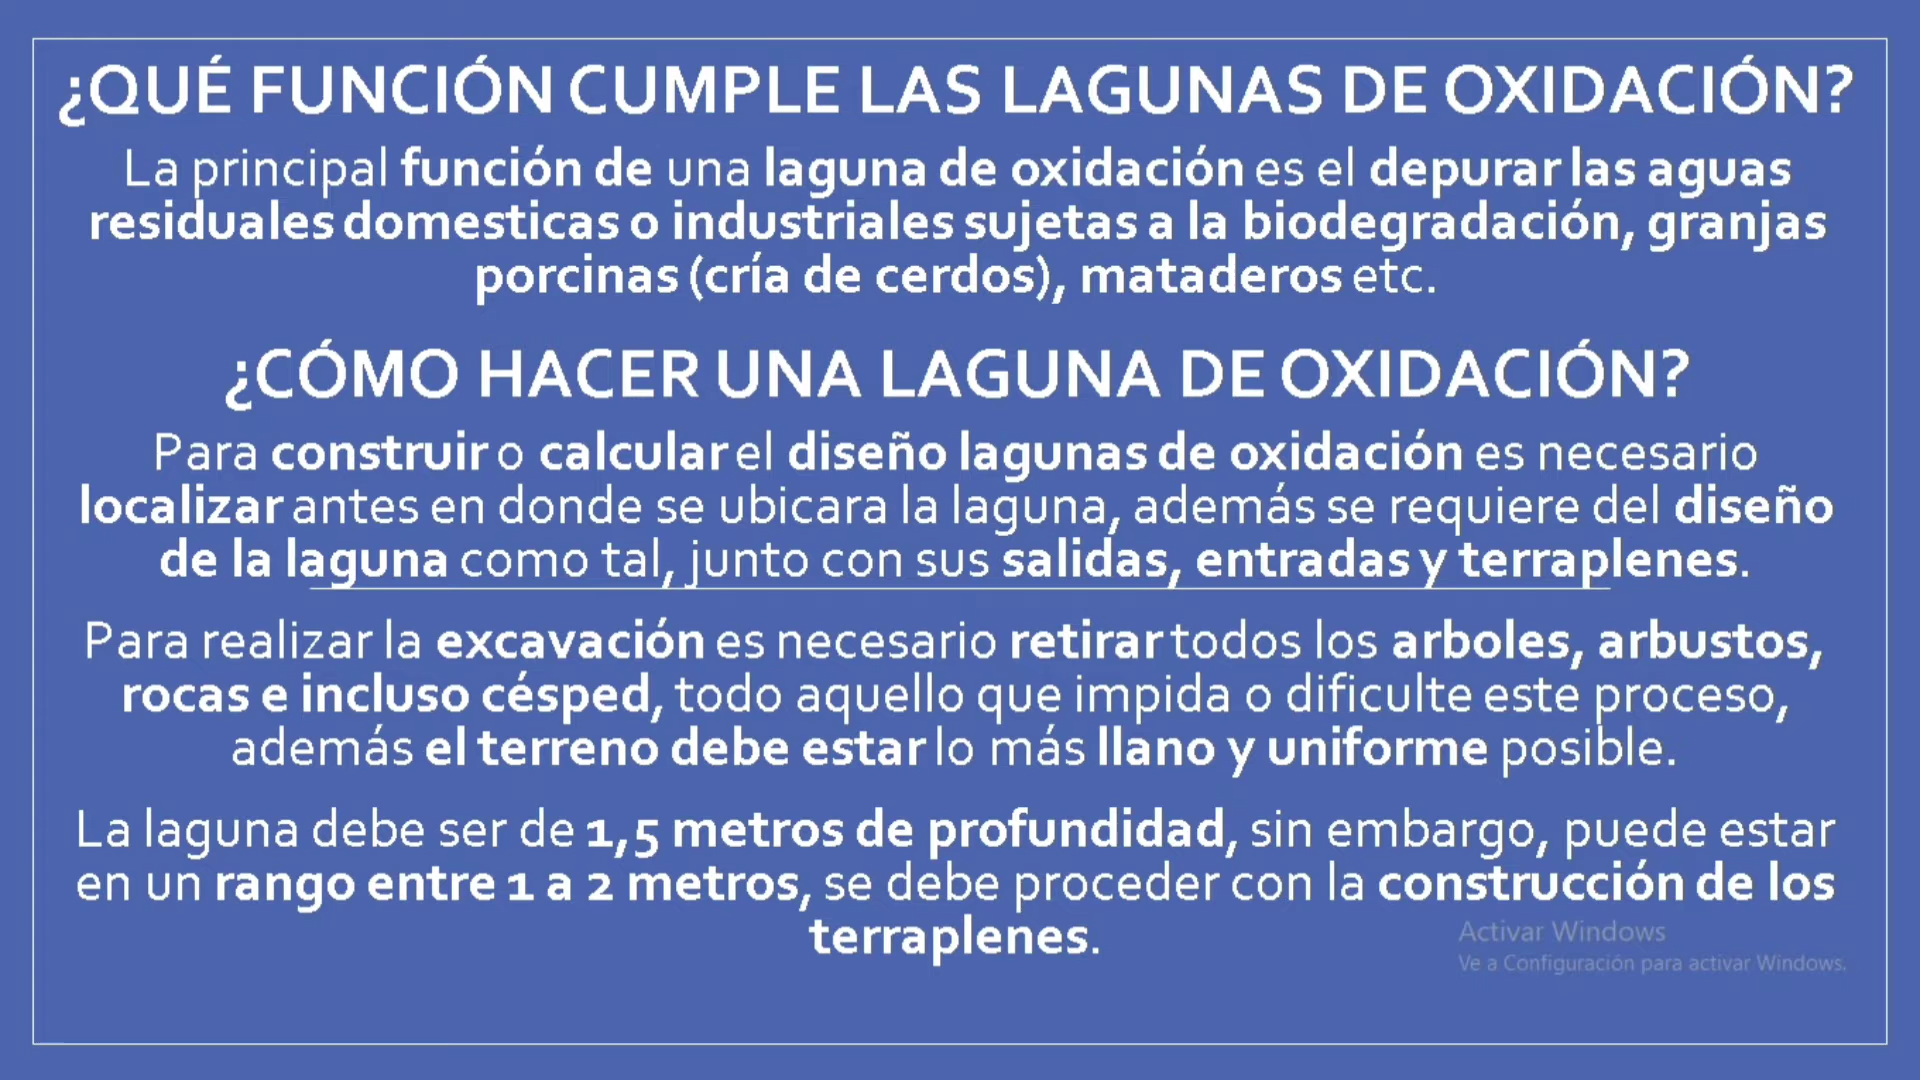 ¿QUÉ FUNCIÓN CUMPLE LAS LAGUNAS DE OXIDACIÓN?
La principal función de una laguna de oxidación es el depurar las aguas
residuales domesticas o industriales sujetas a la biodegradación, granjas
porcinas (cría de cerdos), mataderos etc.
¿CÓMO HACER UNA LAGUNA DE OXIDACIÓN?
Para construir o calcular el diseño lagunas de oxidación es necesario
localizar antes en donde se ubicara la laguna, además se requiere del diseño
de la laguna como tal, junto con sus salidas, entradas y terraplenes.
Para realizar la excavación es necesario retirar todos los arboles, arbustos,
rocas e incluso césped, todo aquello que impida o dificulte este proceso,
además el terreno debe estar lo más llano y uniforme posible.
La laguna debe ser de 1,5 metros de profundidad, sin embargo, puede estar
en un rango entre 1 a 2 metros, se debe proceder con la construcción de los
terraplenes.
Activar Windows
Ve a Configuración para activar Windows.